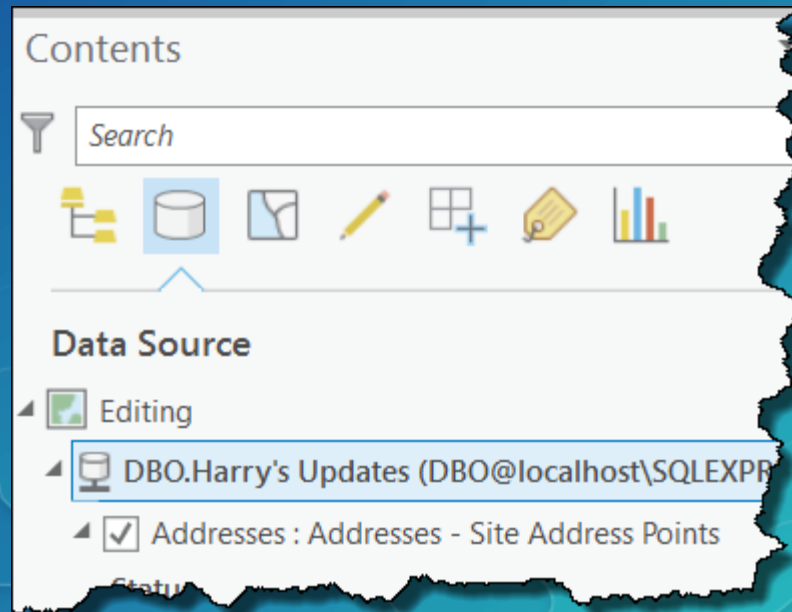 Contents
Search
Data Source
Editing
DBO.Harry's Updates (DBO@localhost\SQLEXPR
Addresses : Addresses - Site Address Points